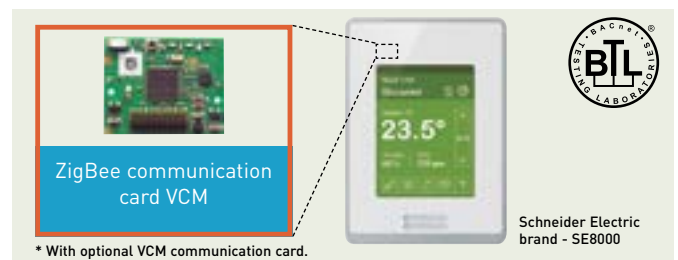 ZigBee communication
card VCM
* With optional VCM communication card.
23.5°
BACnet
TESTING LABORATORIES
BTL
®
Schneider Electric
brand - SE8000